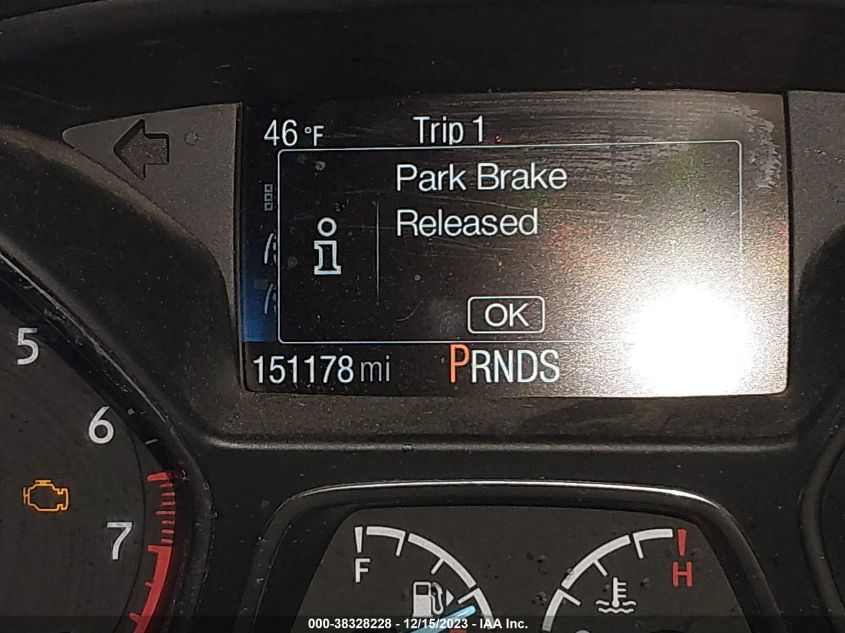 46 °F Trip 1
Park Brake
Released
OK
151178 mi PRNDS
5
6
7
F
H
000-38328228 - 12/15/2023 - IAA Inc.